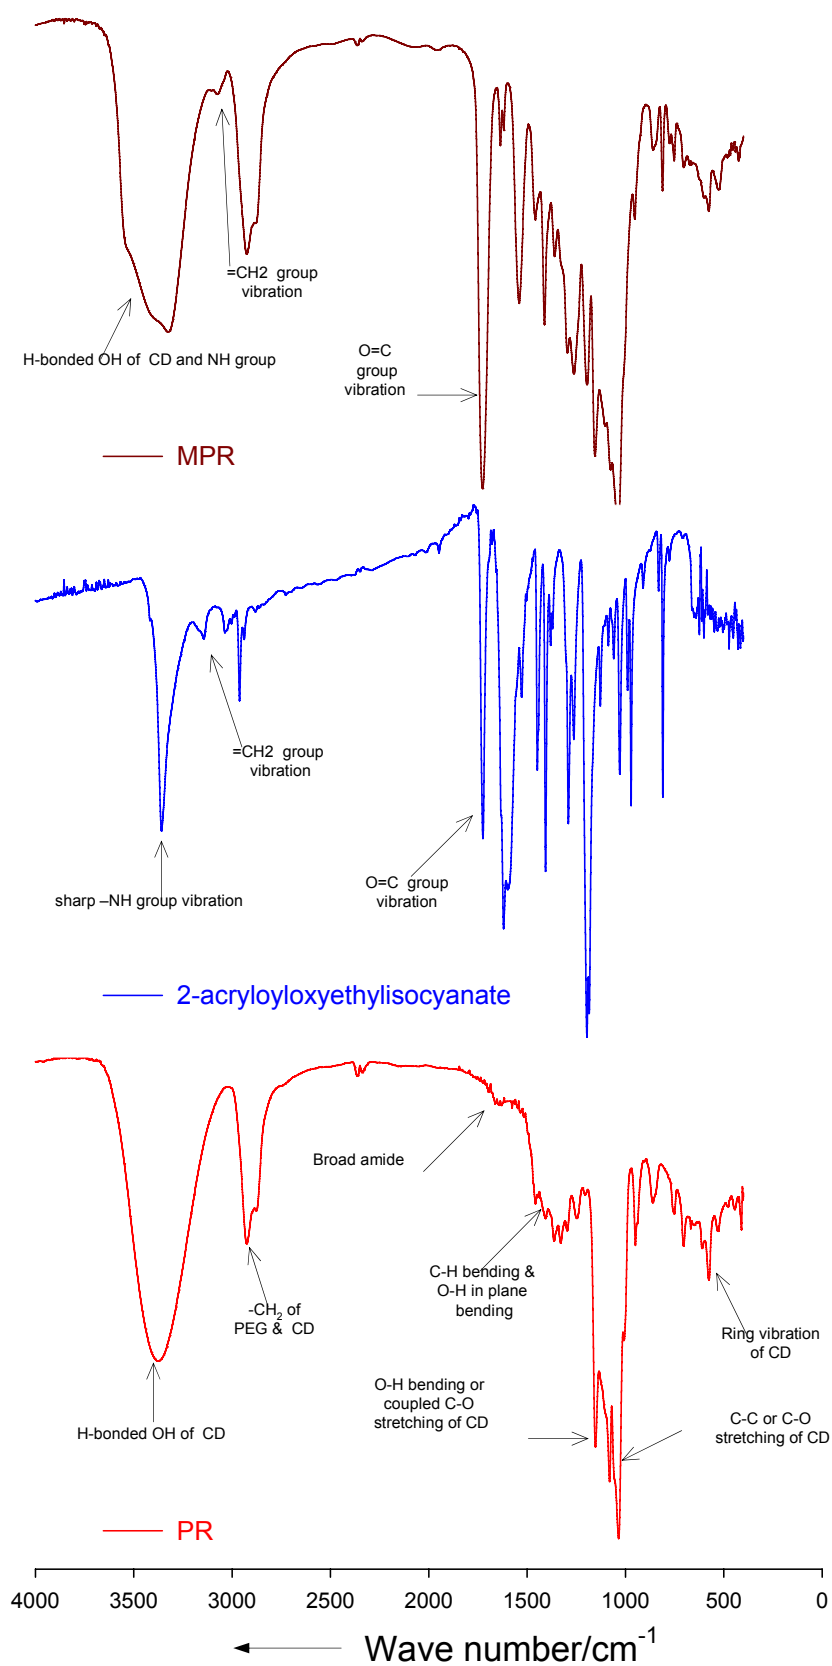 =CH2 group
vibration
H-bonded OH of CD and NH group
O=C
group
vibration
MPR
=CH2 group
vibration
sharp –NH group vibration
O=C group
vibration
2-acryloyloxyethylisocyanate
Broad amide
C-H bending &
O-H in plane
bending
-CH2 of
PEG & CD
Ring vibration
of CD
O-H bending or
coupled C-O
stretching of CD
C-C or C-O
stretching of CD
H-bonded OH of CD
PR
4000 3500 3000 2500 2000 1500 1000 500 0
Wave number/cm-1